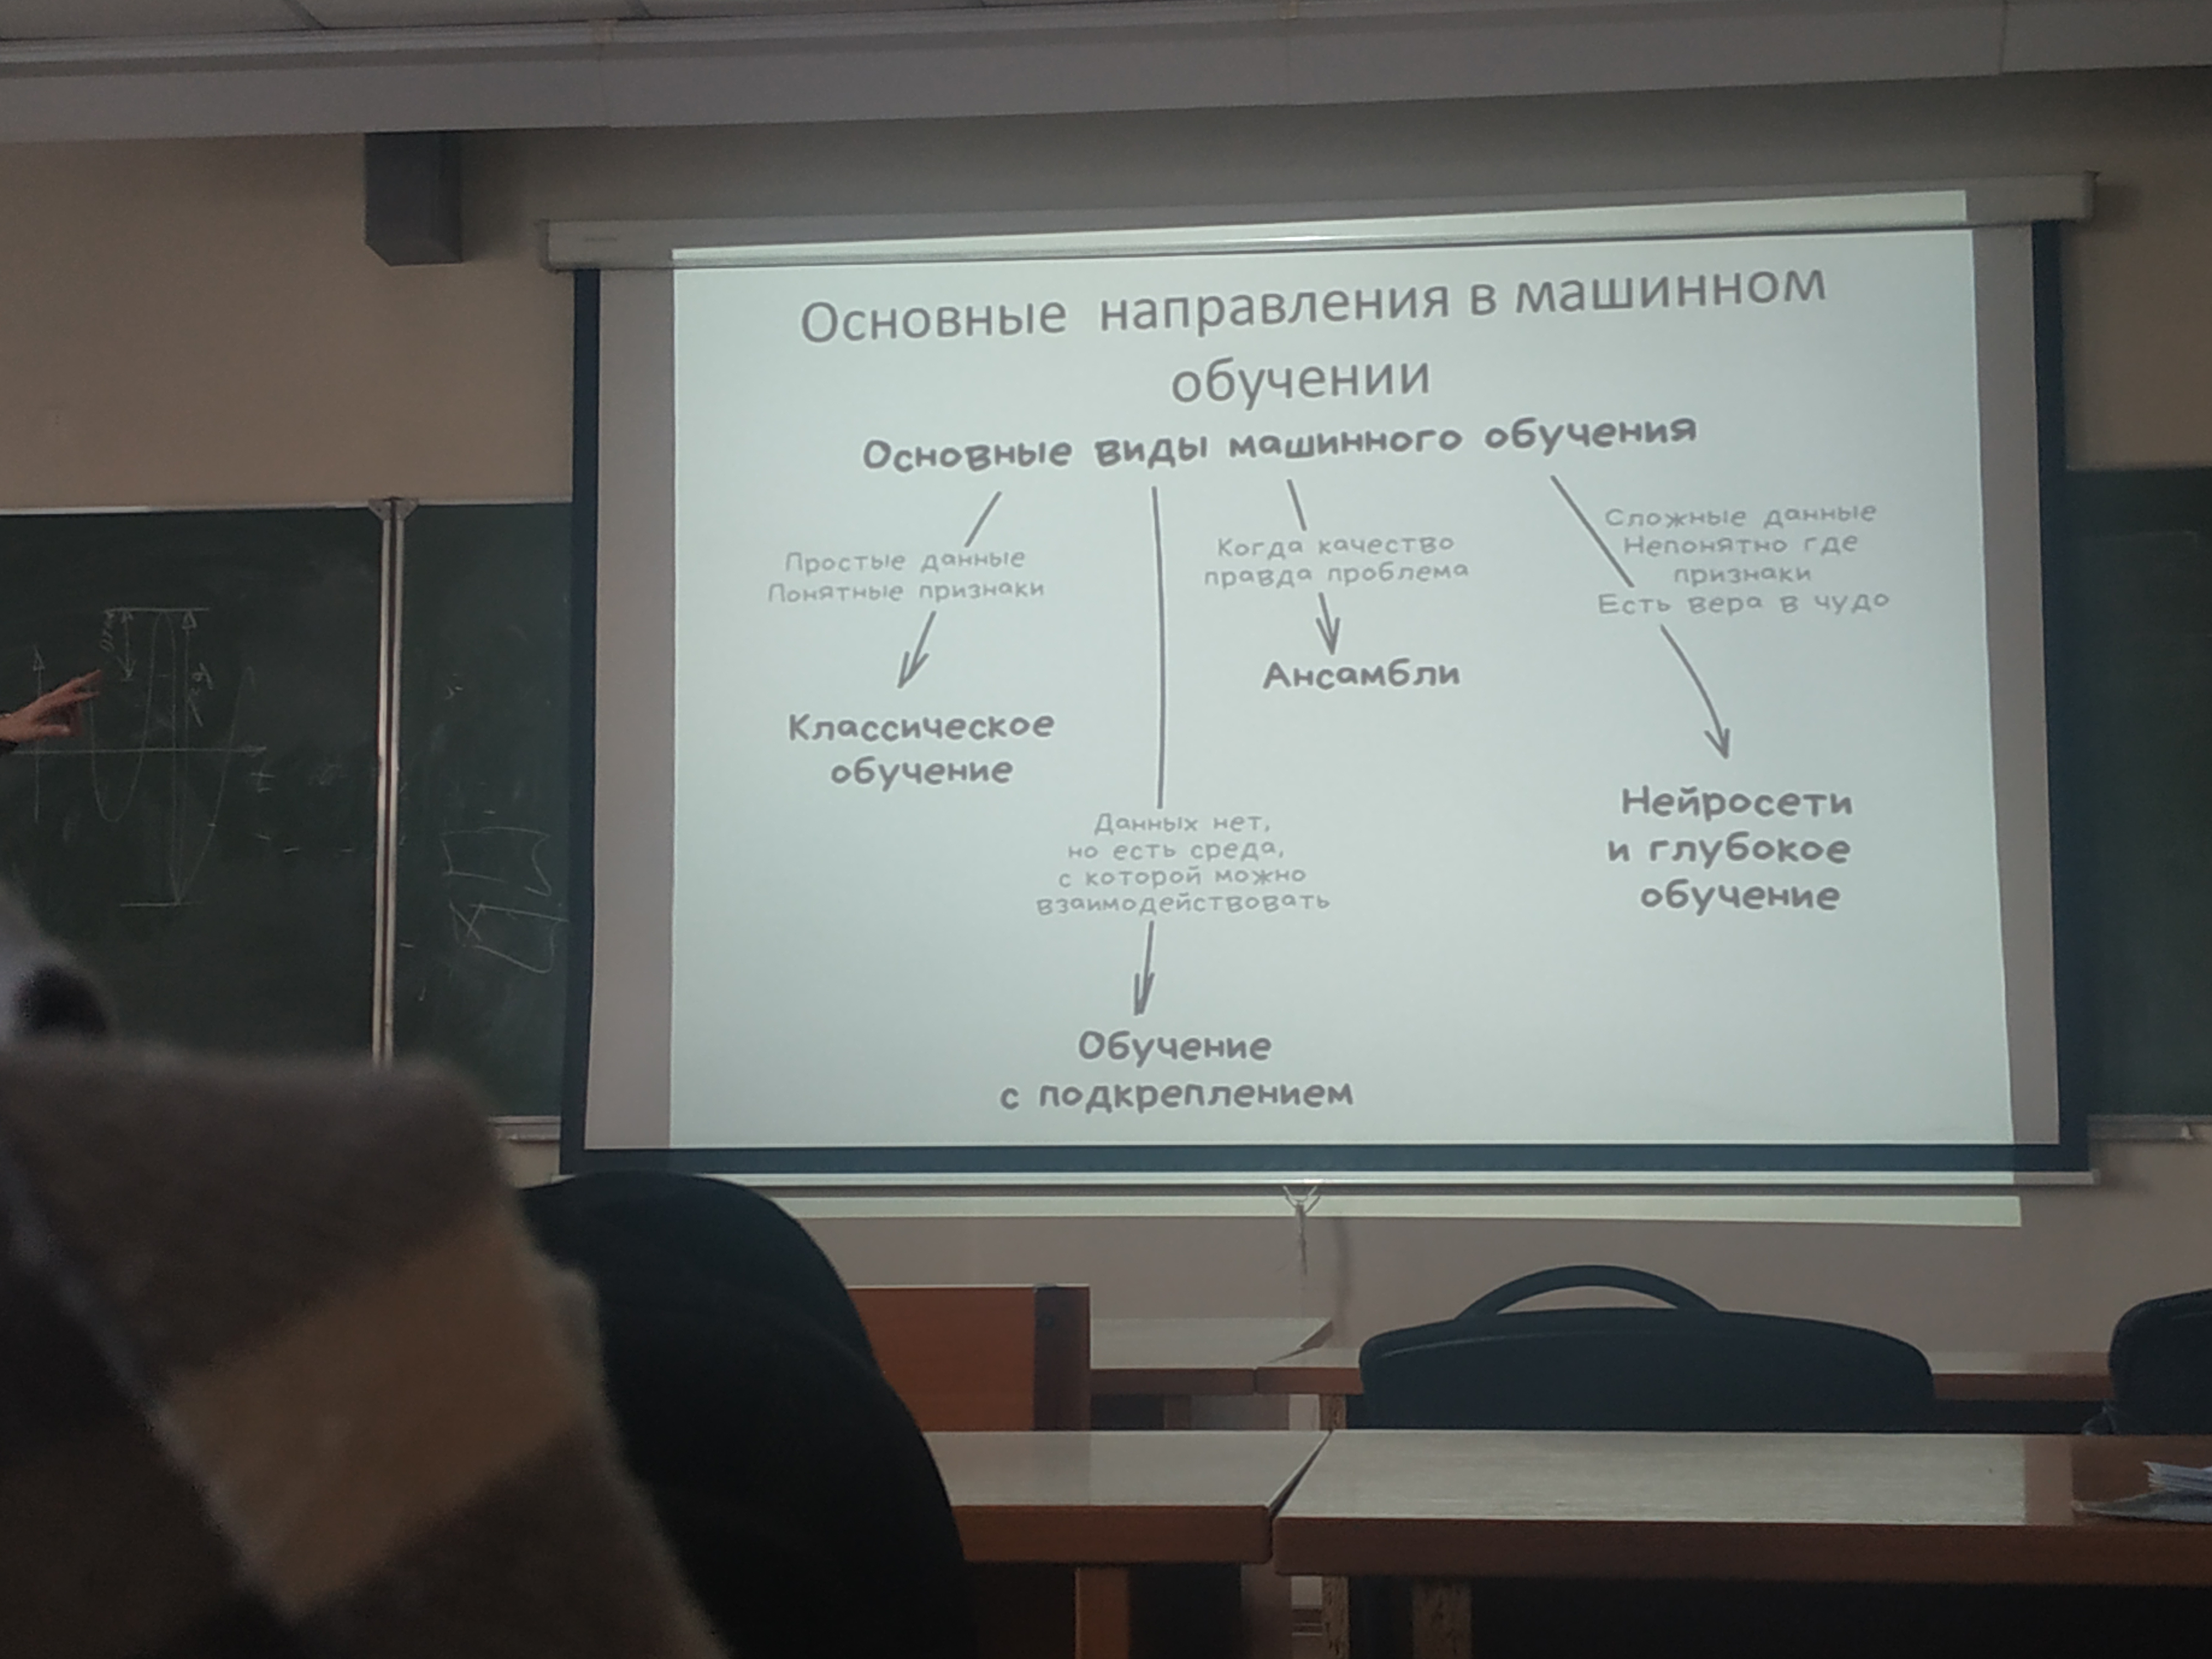 Основные направления в машинном
обучении
Основные виды машинного обучения
Простые данные
Понятные признаки
Классическое
обучение
Данных нет,
но есть среда,
с которой можно
взаимодействовать
Обучение
с подкреплением
Когда качество
правда проблема
Ансамбли
Сложные данные
Непонятно где
признаки
Есть вера в чудо
Нейросети
и глубокое
обучение